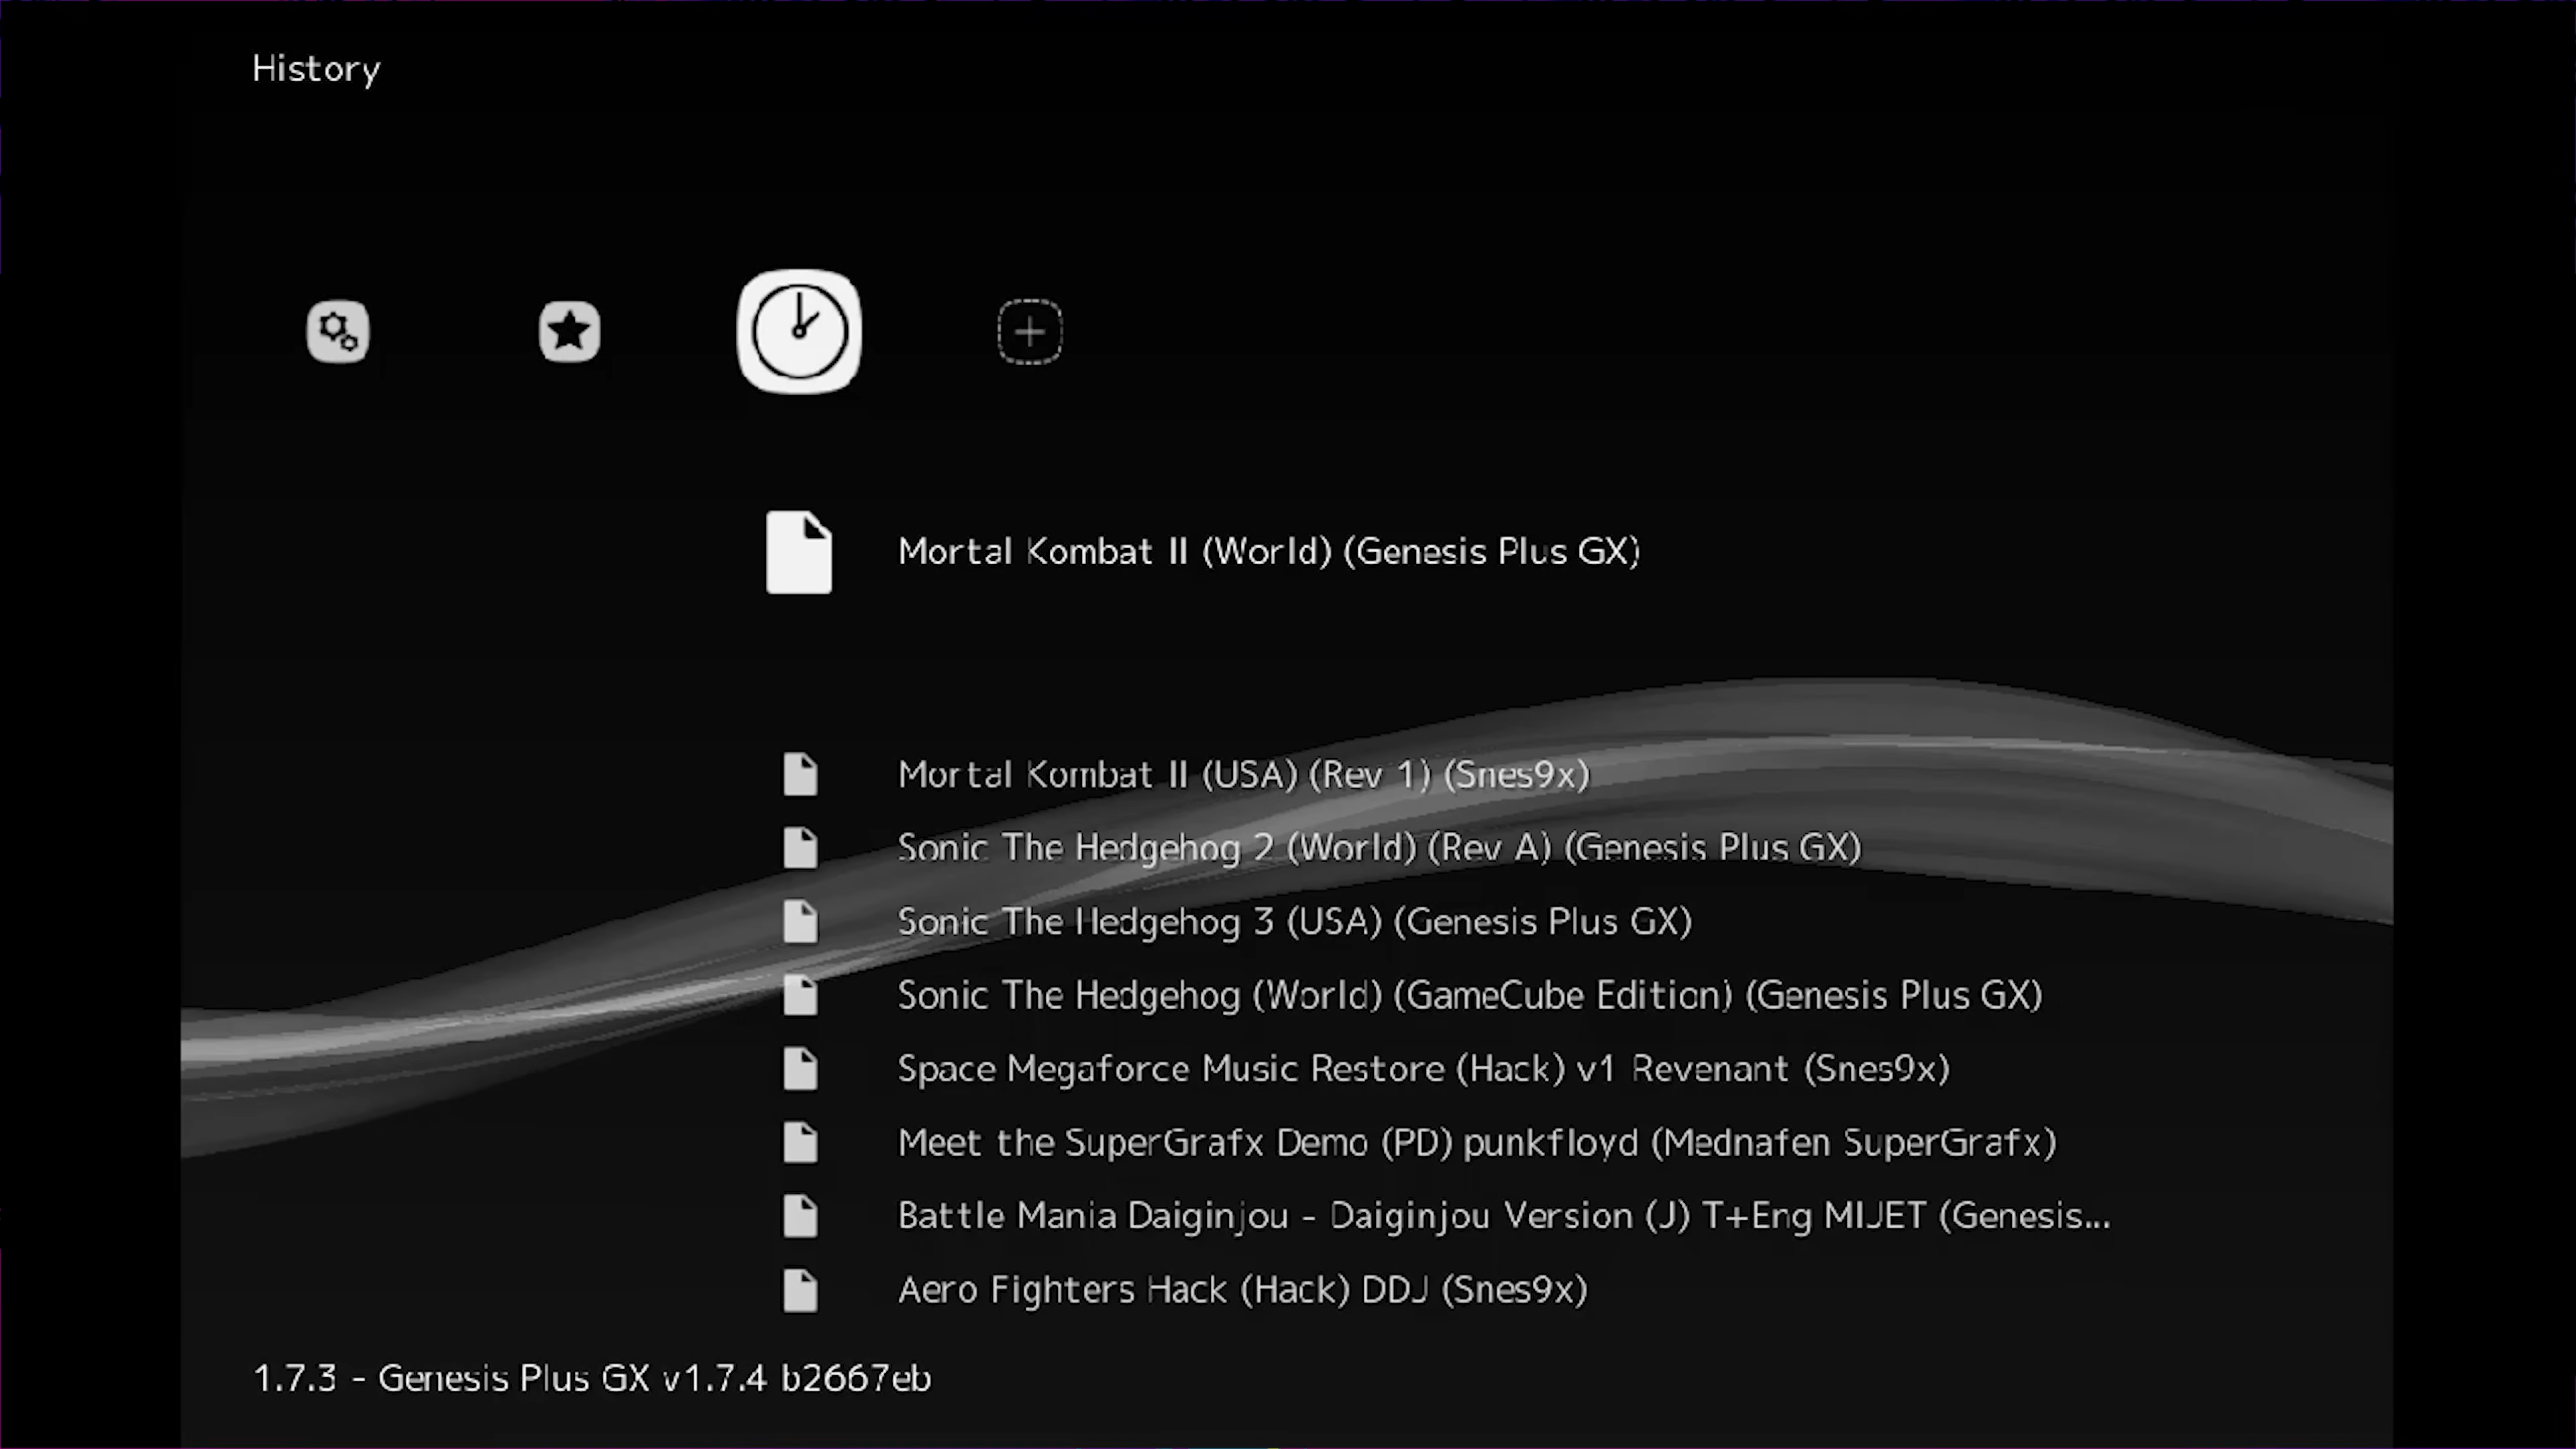 History
Mortal Kombat II (World) (Genesis Plus GX)
Mortal Kombat II (USA) (Rev 1) (Snes9x)
Sonic The Hedgehog 2 (World) (Rev A) (Genesis Plus GX)
Sonic The Hedgehog 3 (USA) (Genesis Plus GX)
Sonic The Hedgehog (World) (GameCube Edition) (Genesis Plus GX)
Space Megaforce Music Restore (Hack) v1 Revenant (Snes9x)
Meet the SuperGrafx Demo (PD) punkfloyd (Mednafen SuperGrafx)
Battle Mania Daiginjou - Daiginjou Version (J) T+Eng MIJET (Genesis...
Aero Fighters Hack (Hack) DDJ (Snes9x)
1.7.3 - Genesis Plus GX v1.7.4 b2667eb